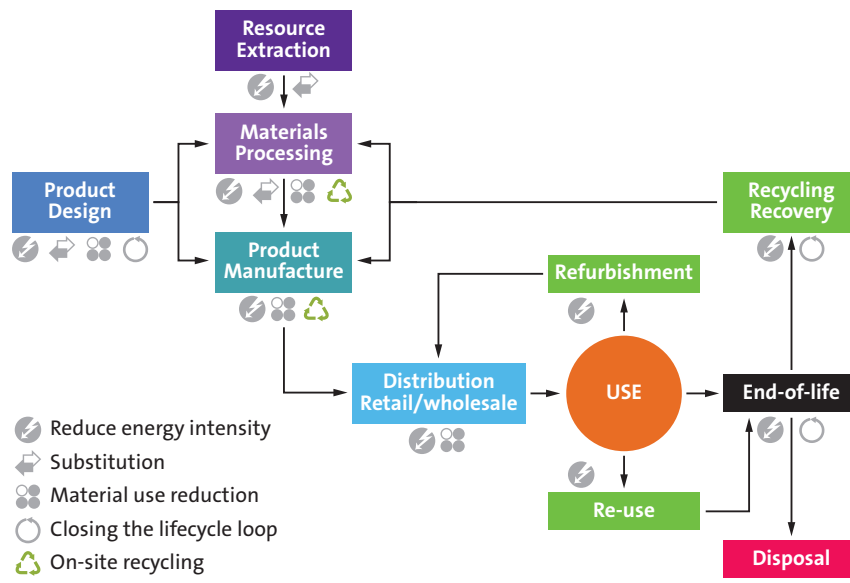 Resource
Extraction
Materials
Processing
Product
Design
Recycling
Recovery
Product
Manufacture
Refurbishment
Distribution
Retail/wholesale
USE
End-of-life
Reduce energy intensity
Substitution
Material use reduction
Re-use
Closing the lifecycle loop
On-site recycling
Disposal